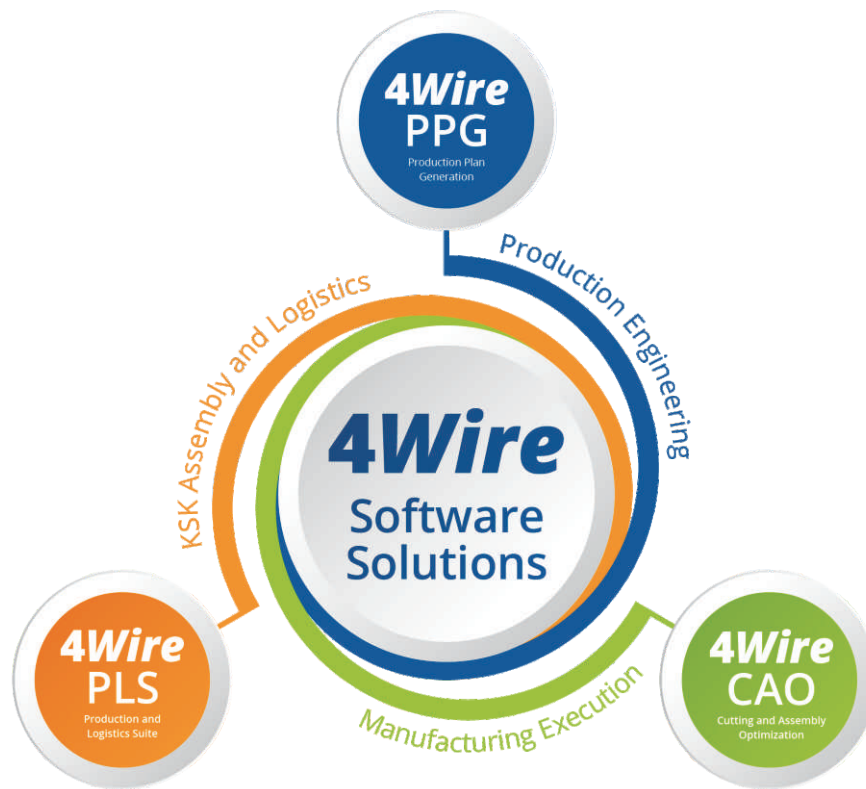 4Wire
PPG
Production Plan
Generation
Production Engineering
KSK Assembly and Logistics
4Wire
Software
Solutions
4Wire
PLS
Production and
Logistics Suite
4Wire
CAO
Cutting and Assembly
Optimization
Manufacturing Execution